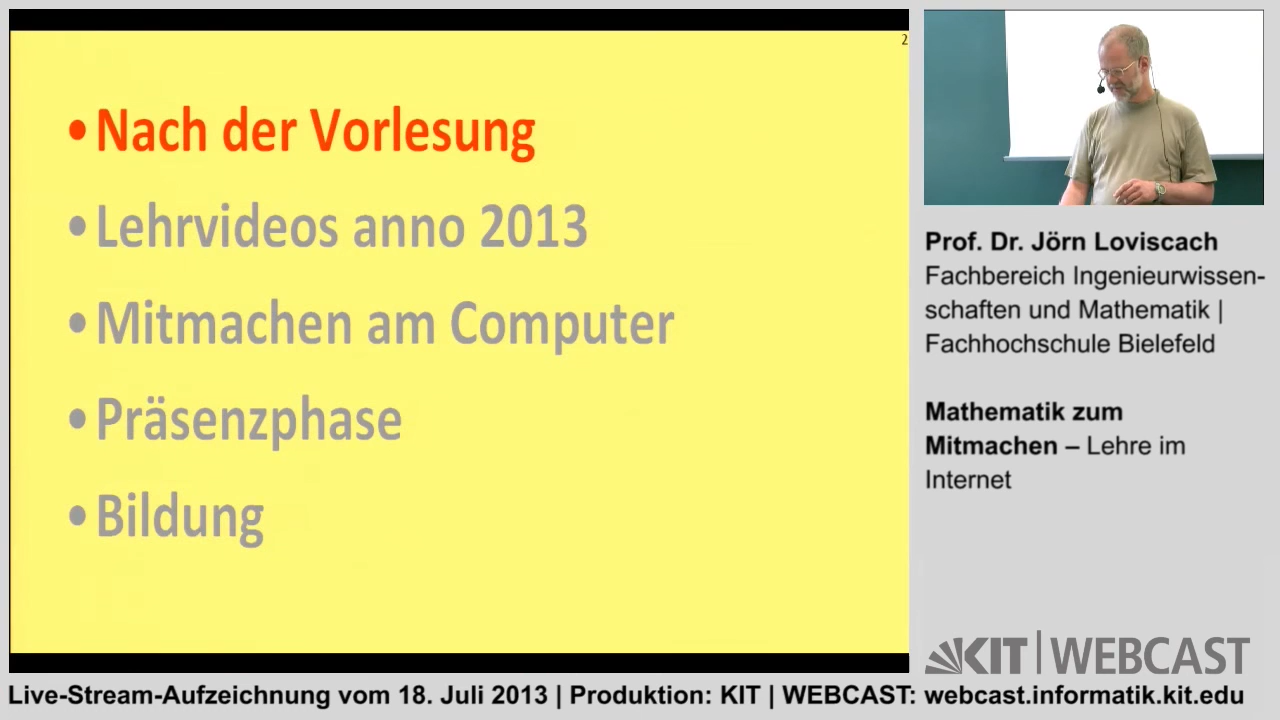 2
• Nach der Vorlesung
• Lehrvideos anno 2013
• Mitmachen am Computer
• Präsenzphase
• Bildung
Prof. Dr. Jörn Loviscach
Fachbereich Ingenieurwissen-
schaften und Mathematik |
Fachhochschule Bielefeld
Mathematik zum
Mitmachen – Lehre im
Internet
KIT | WEBCAST
Live-Stream-Aufzeichnung vom 18. Juli 2013 | Produktion: KIT | WEBCAST: webcast.informatik.kit.edu